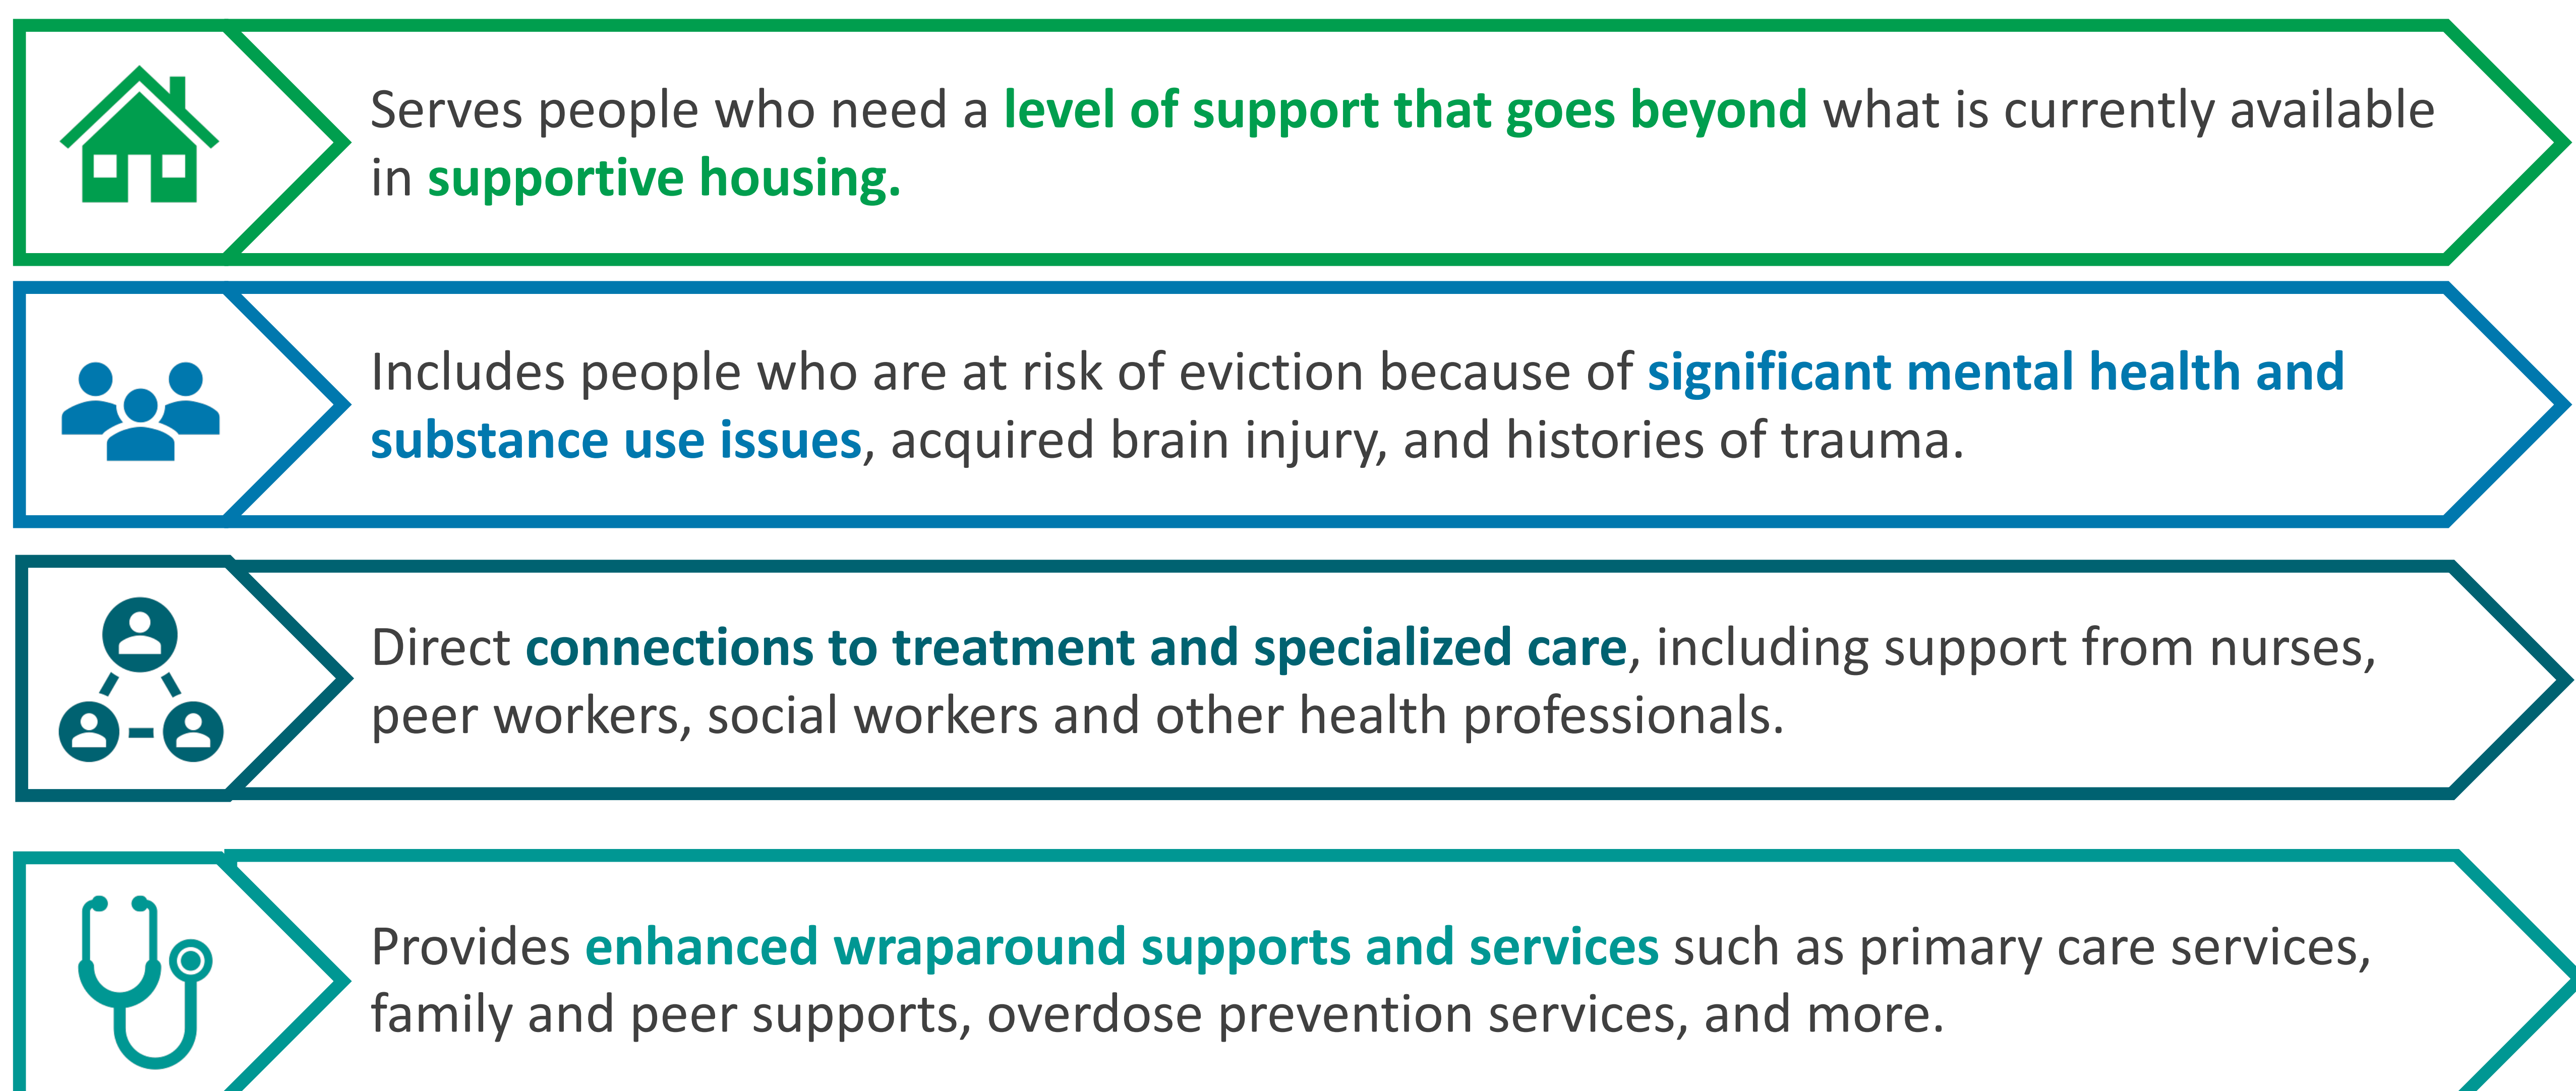 Serves people who need a level of support that goes beyond what is currently available
in supportive housing.
Includes people who are at risk of eviction because of significant mental health and
substance use issues, acquired brain injury, and histories of trauma.
Direct connections to treatment and specialized care, including support from nurses,
peer workers, social workers and other health professionals.
Provides enhanced wraparound supports and services such as primary care services,
family and peer supports, overdose prevention services, and more.